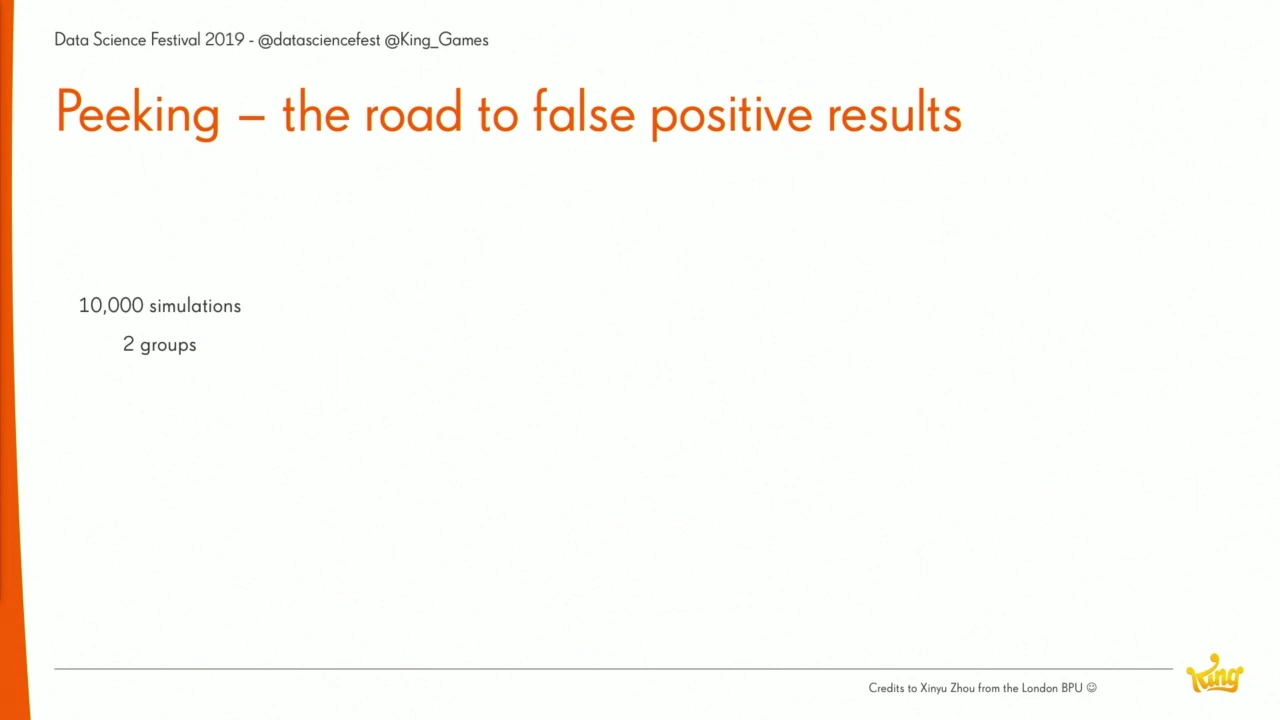 Data Science Festival 2019 - @datasciencefest @King_Games
Peeking – the road to false positive results
10,000 simulations
2 groups
Credits to Xinyu Zhou from the London BPU ☺
King